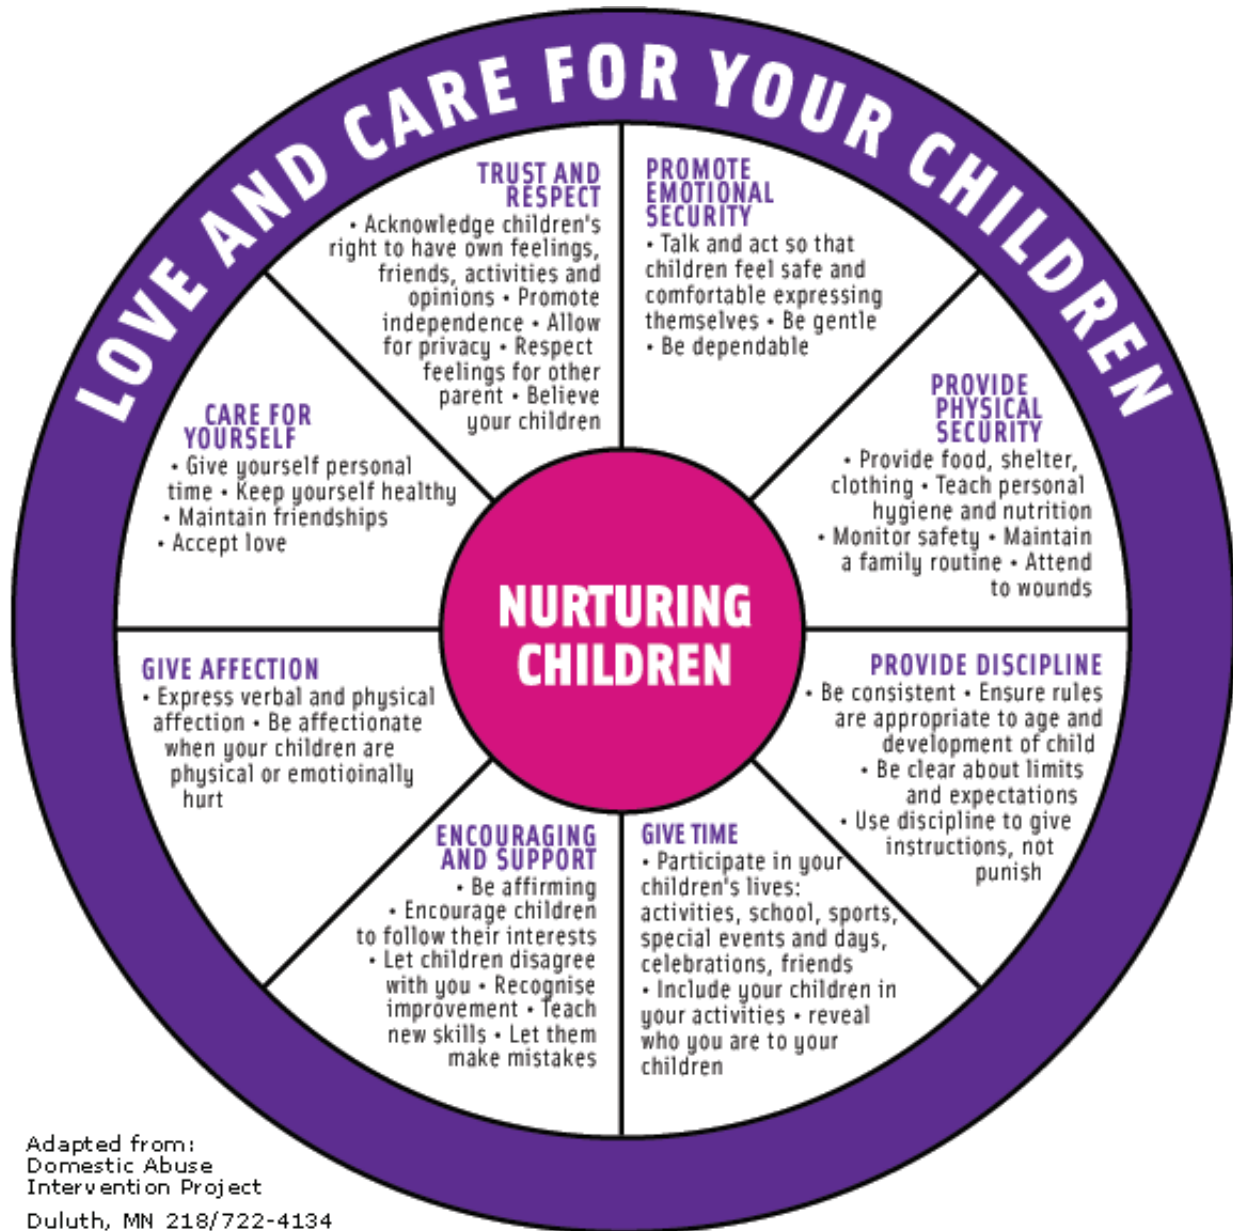 LOVE AND CARE FOR YOUR CHILDREN
TRUST AND
RESPECT
• Acknowledge children's
right to have own feelings,
friends, activities and
opinions • Promote
independence • Allow
for privacy • Respect
feelings for other
parent • Believe
your children
PROMOTE
EMOTIONAL
SECURITY
• Talk and act so that
children feel safe and
comfortable expressing
themselves • Be gentle
• Be dependable
PROVIDE
PHYSICAL
SECURITY
• Provide food, shelter,
clothing • Teach personal
hygiene and nutrition
• Monitor safety • Maintain
a family routine • Attend
to wounds
PROVIDE DISCIPLINE
• Be consistent • Ensure rules
are appropriate to age and
development of child
• Be clear about limits
and expectations
• Use discipline to give
instructions, not
punish
GIVE TIME
• Participate in your
children's lives:
activities, school, sports,
special events and days,
celebrations, friends
• Include your children in
your activities • reveal
who you are to your
children
ENCOURAGING
AND SUPPORT
• Be affirming
• Encourage children
to follow their interests
• Let children disagree
with you • Recognise
improvement • Teach
new skills • Let them
make mistakes
GIVE AFFECTION
• Express verbal and physical
affection • Be affectionate
when your children are
physical or emotioinally
hurt
CARE FOR
YOURSELF
• Give yourself personal
time • Keep yourself healthy
• Maintain friendships
• Accept love
NURTURING
CHILDREN
Adapted from:
Domestic Abuse
Intervention Project
Duluth, MN 218/722-4134